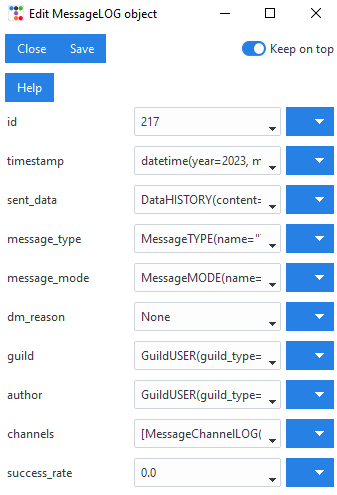 Edit MessageLOG object
Close Save Keep on top
Help
id 217
timestamp datetime(year=2023, m
sent_data DataHISTORY(content=
message_type MessageTYPE(name="
message_mode MessageMODE(name=
dm_reason None
guild GuildUSER(guild_type=
author GuildUSER(guild_type=
channels [MessageChannelLOG(
success_rate 0.0